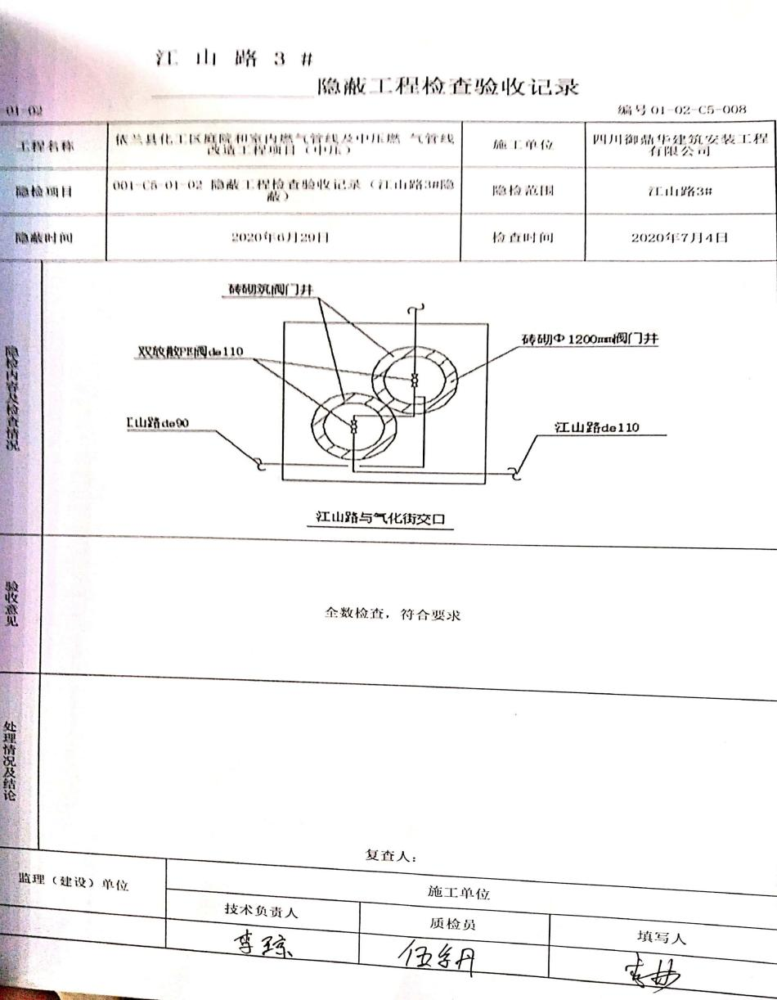 江 山 路 3 #
隐蔽工程检查验收记录
01-02
编号 01-02-C5-008
工程名称
依兰县化工区庭院和室内燃气管线及中压燃 气管线
改造工程项目（中压）
施工单位
四川御鼎华建筑安装工程
有限公司
隐检项目
001-C5-01-02 隐蔽工程检查验收记录（江山路3#隐
蔽）
隐检范围
江山路3#
隐蔽时间
2020年6月29日
检查时间
2020年7月4日
隐检内容及检查情况
砖砌筑阀门井
双放散PE阀de110
砖砌Φ1200mm阀门井
山路de90
江山路de110
江山路与气化街交口
验收意见
全数检查，符合要求
处理情况及结论
复查人：
监理（建设）单位
施工单位
技术负责人
质检员
填写人
李琼